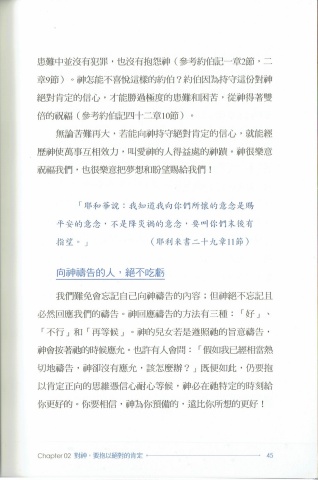 患難中並沒有犯罪，也沒有抱怨神（參考約伯記一章2節，二
章9節）。神怎能不喜悅這樣的約伯？約伯因為持守這份對神
絕對肯定的信心，才能勝過極度的患難和困苦，從神得著雙
倍的祝福（參考約伯記四十二章10節）。
無論苦難再大，若能向神持守絕對肯定的信心，就能經
歷神使萬事互相效力，叫愛神的人得益處的神蹟。神很樂意
祝福我們，也很樂意把夢想和盼望賜給我們！
「耶和華說：我知道我向你們所懷的意念是賜
平安的意念，不是降災禍的意念，要叫你們末後有
指望。」（耶利米書二十九章11節）
向神禱告的人，絕不吃虧
我們難免會忘記自己向神禱告的內容；但神絕不忘記且
必然回應我們的禱告。神回應禱告的方法有三種：「好」、
「不行」和「再等候」。神的兒女若是遵照祂的旨意禱告，
神會按著祂的時候應允。也許有人會問：「假如我已經相當熱
切地禱告，神卻沒有應允，該怎麼辦？」既便如此，仍要抱
以肯定正向的思維憑信心耐心等候，神必在祂特定的時刻給
你更好的。你要相信，神為你預備的，遠比你所想的更好！
Chapter 02 對神，要抱以絕對的肯定 45